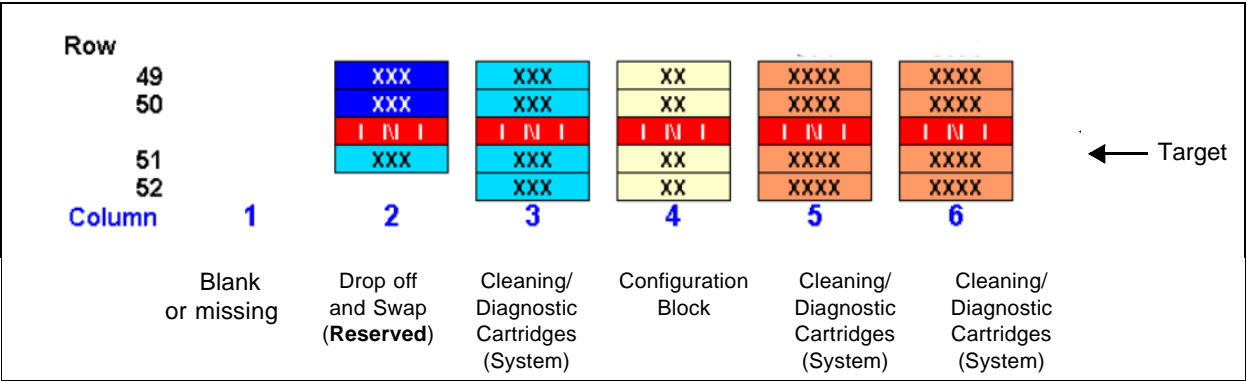 Row
49 XXX XXX XX XXXX XXXX
50 XXX XXX XX XXXX XXXX
I N I I N I I N I I N I I N I
51 XXX XXX XX XXXX XXXX
52 XXX XX XXXX XXXX
Target
Column 1 2 3 4 5 6
Blank
or missing
Drop off
and Swap
(Reserved)
Cleaning/
Diagnostic
Cartridges
(System)
Configuration
Block
Cleaning/
Diagnostic
Cartridges
(System)
Cleaning/
Diagnostic
Cartridges
(System)